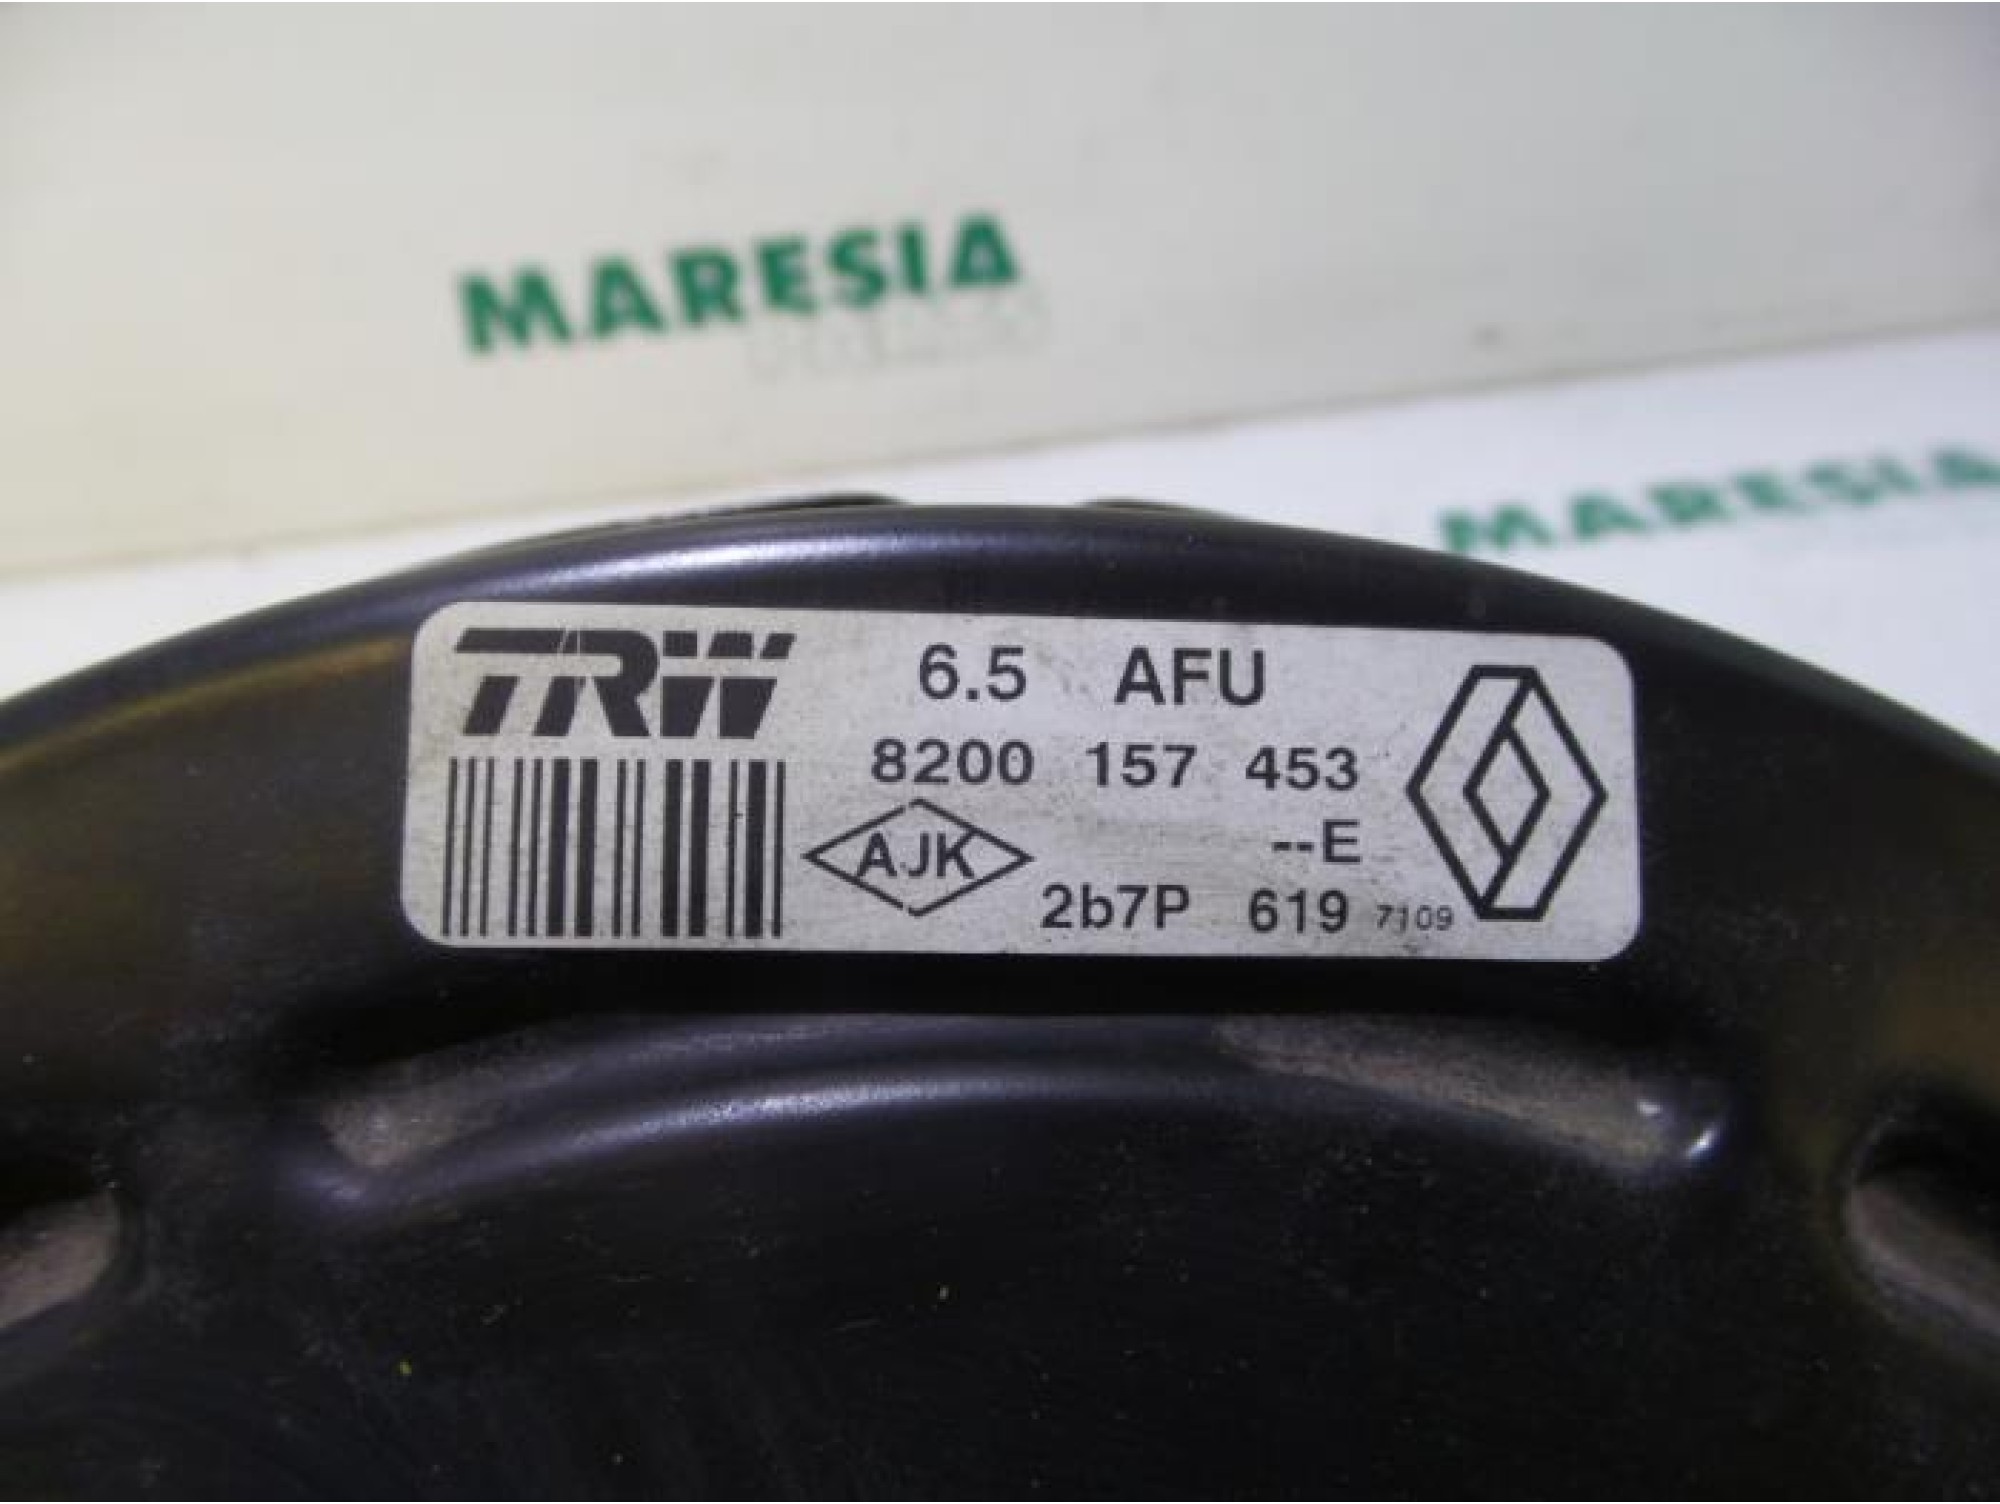 MARESIA
MARESIA
TRW
6.5 AFU
8200 157 453
AJK
--E
2b7P 619 7109